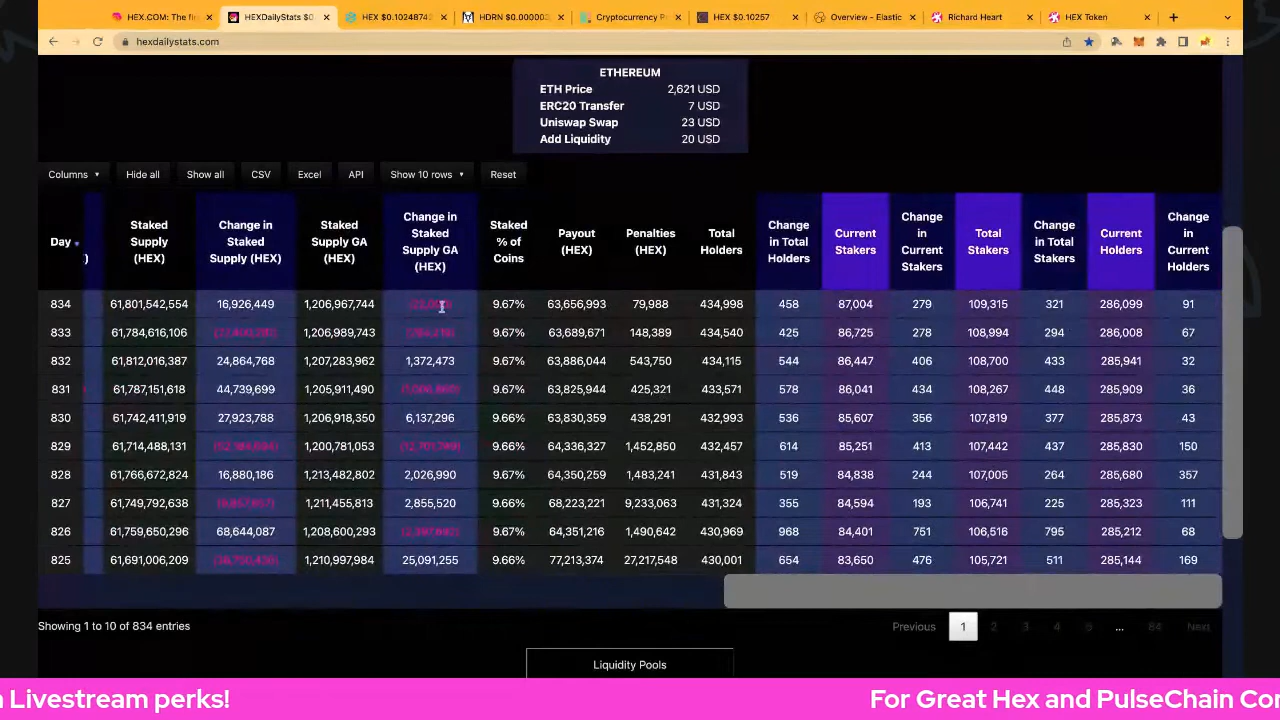 HEX.COM: The fi
HEXDailyStats $0
HEX $0.1024874
HDRN $0.000002
Cryptocurrency P
HEX $0.10257
Overview - Elastic
Richard Heart
HEX Token
hexdailystats.com
ETHEREUM
ETH Price 2,621 USD
ERC20 Transfer 7 USD
Uniswap Swap 23 USD
Add Liquidity 20 USD
Columns Hide all Show all CSV Excel API Show 10 rows Reset
Day ) Staked Supply (HEX) Change in Staked Supply (HEX) Staked Supply GA (HEX) Change in Staked Supply GA (HEX) Staked % of Coins Payout (HEX) Penalties (HEX) Total Holders Change in Total Holders Current Stakers Change in Current Stakers Total Stakers Change in Total Stakers Current Holders Change in Current Holders
834 61,801,542,554 16,926,449 1,206,967,744 9.67% 63,656,993 79,988 434,998 458 87,004 279 109,315 321 286,099 91
833 61,784,616,106 1,206,989,743 9.67% 63,689,671 148,389 434,540 425 86,725 278 108,994 294 286,008 67
832 61,812,016,387 24,864,768 1,207,283,962 1,372,473 9.67% 63,886,044 543,750 434,115 544 86,447 406 108,700 433 285,941 32
831 61,787,151,618 44,739,699 1,205,911,490 9.67% 63,825,944 425,321 433,571 578 86,041 434 108,267 448 285,909 36
830 61,742,411,919 27,923,788 1,206,918,350 6,137,296 9.66% 63,830,359 438,291 432,993 536 85,607 356 107,819 377 285,873 43
829 61,714,488,131 1,200,781,053 9.66% 64,336,327 1,452,850 432,457 614 85,251 413 107,442 437 285,830 150
828 61,766,672,824 16,880,186 1,213,482,802 2,026,990 9.67% 64,350,259 1,483,241 431,843 519 84,838 244 107,005 264 285,680 357
827 61,749,792,638 1,211,455,813 2,855,520 9.66% 68,223,221 9,233,063 431,324 355 84,594 193 106,741 225 285,323 111
826 61,759,650,296 68,644,087 1,208,600,293 9.67% 64,351,216 1,490,642 430,969 968 84,401 751 106,516 795 285,212 68
825 61,691,006,209 1,210,997,984 25,091,255 9.66% 77,213,374 27,217,548 430,001 654 83,650 476 105,721 511 285,144 169
Showing 1 to 10 of 834 entries
Previous 1 2 3 4 5 ... 84 Next
Liquidity Pools
Livestream perks!
For Great Hex and PulseChain Co